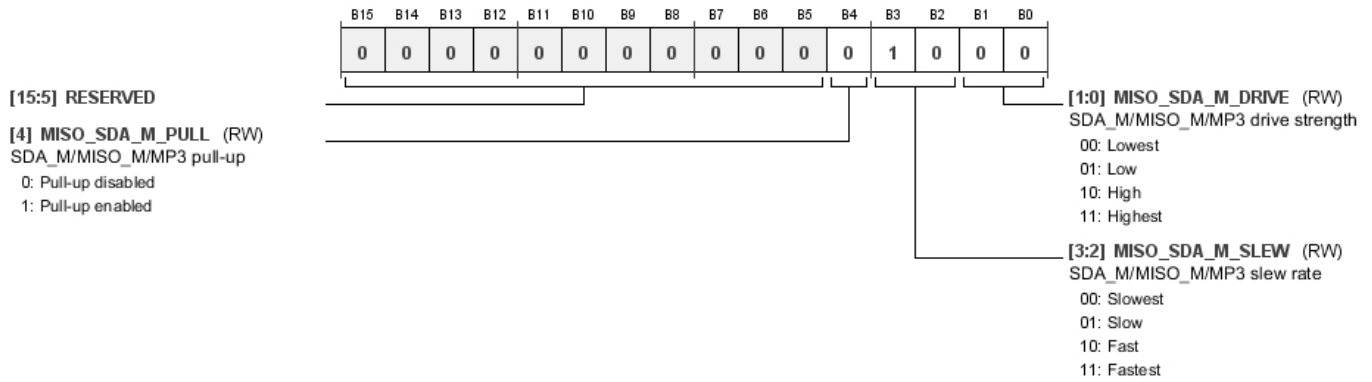 B15 B14 B13 B12 B11 B10 B9 B8 B7 B6 B5 B4 B3 B2 B1 B0
0 0 0 0 0 0 0 0 0 0 0 0 1 0 0 0
[15:5] RESERVED
[4] MISO_SDA_M_PULL (RW)
SDA_M/MISO_M/MP3 pull-up
0: Pull-up disabled
1: Pull-up enabled
[1:0] MISO_SDA_M_DRIVE (RW)
SDA_M/MISO_M/MP3 drive strength
00: Lowest
01: Low
10: High
11: Highest
[3:2] MISO_SDA_M_SLEW (RW)
SDA_M/MISO_M/MP3 slew rate
00: Slowest
01: Slow
10: Fast
11: Fastest